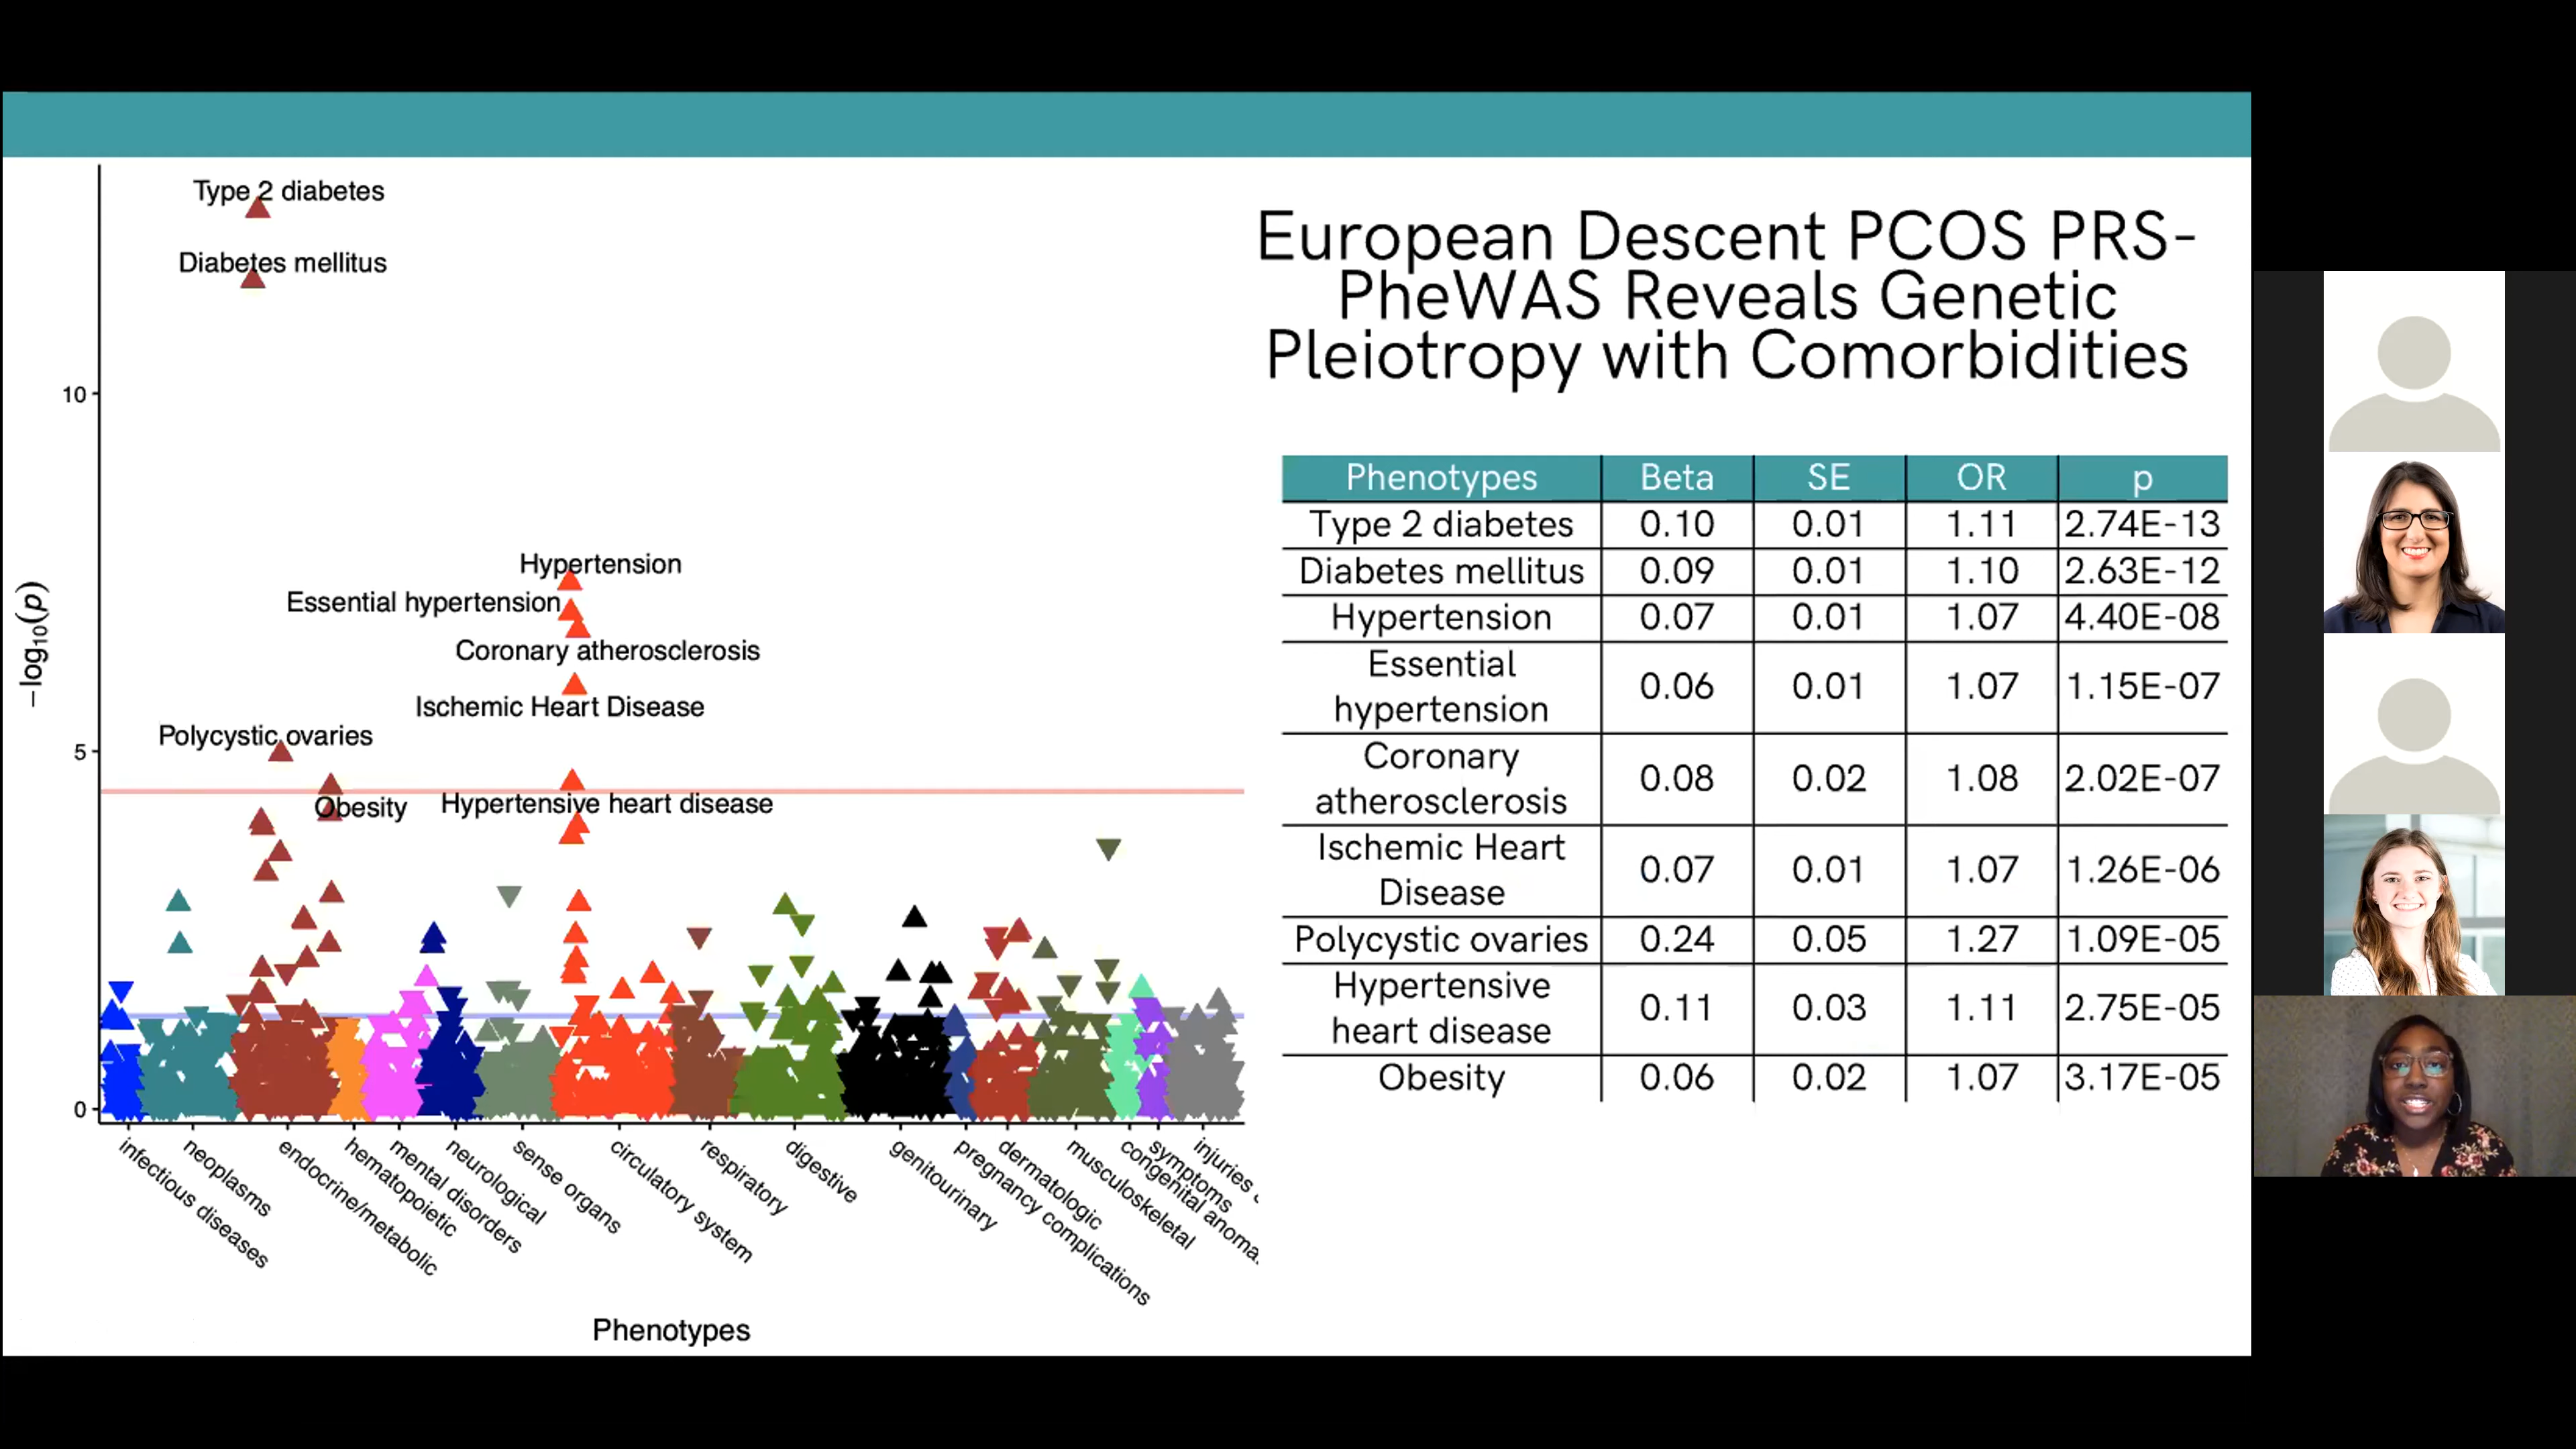 Type 2 diabetes
Diabetes mellitus
10
Hypertension
Essential hypertension
Coronary atherosclerosis
Ischemic Heart Disease
Polycystic ovaries
5
Obesity
Hypertensive heart disease
0
−log10(p)
infectious diseases
neoplasms
endocrine/metabolic
hematopoietic
mental disorders
neurological
sense organs
circulatory system
respiratory
digestive
genitourinary
pregnancy complications
dermatologic
musculoskeletal
congenital anoma
symptoms
injuries
Phenotypes
European Descent PCOS PRS-
PheWAS Reveals Genetic
Pleiotropy with Comorbidities
Phenotypes Beta SE OR p
Type 2 diabetes 0.10 0.01 1.11 2.74E-13
Diabetes mellitus 0.09 0.01 1.10 2.63E-12
Hypertension 0.07 0.01 1.07 4.40E-08
Essential
hypertension 0.06 0.01 1.07 1.15E-07
Coronary
atherosclerosis 0.08 0.02 1.08 2.02E-07
Ischemic Heart
Disease 0.07 0.01 1.07 1.26E-06
Polycystic ovaries 0.24 0.05 1.27 1.09E-05
Hypertensive
heart disease 0.11 0.03 1.11 2.75E-05
Obesity 0.06 0.02 1.07 3.17E-05